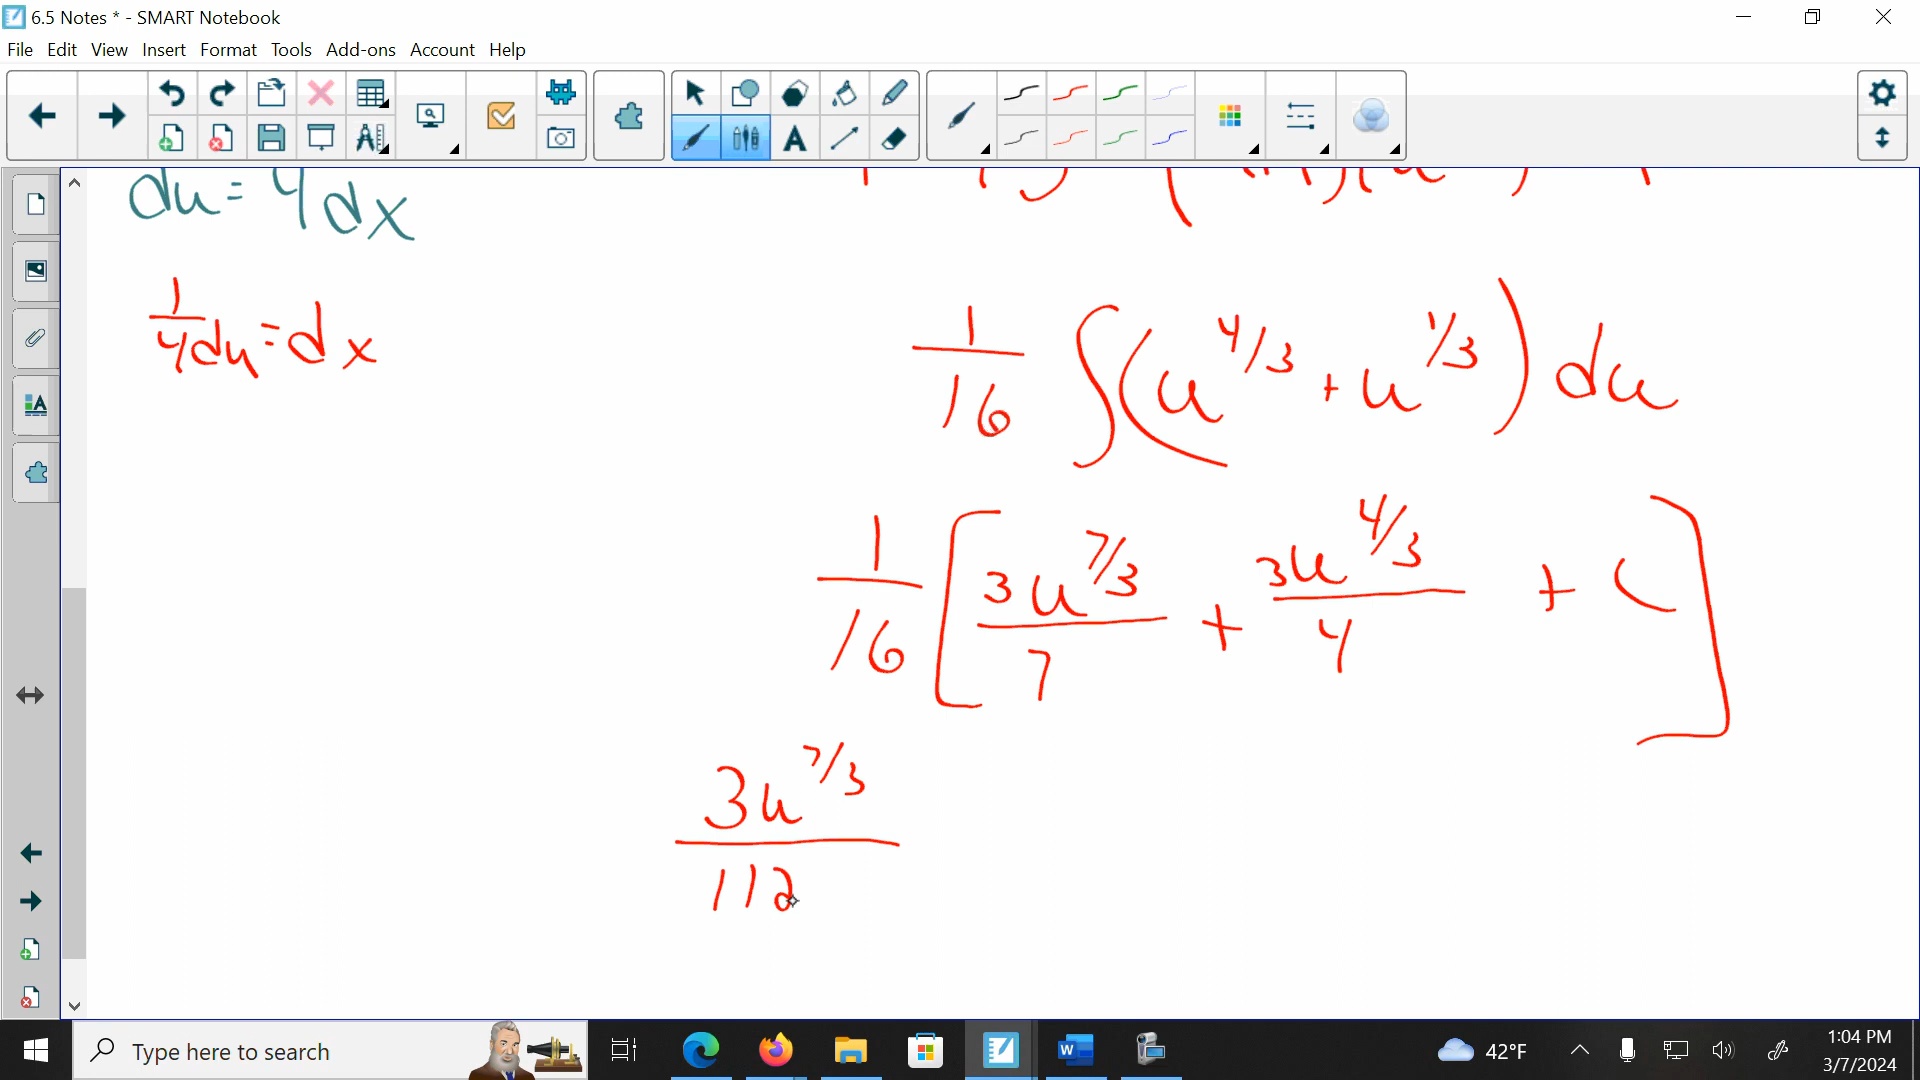 6.5 Notes * - SMART Notebook
File Edit View Insert Format Tools Add-ons Account Help
du = 4dx
1/4 du = dx
1/16 ∫(u^4/3 + u^1/3) du
1/16 [3u^7/3 / 7 + 3u^4/3 / 4 + C]
3u^7/3 / 112
Type here to search
42°F
1:04 PM
3/7/2024